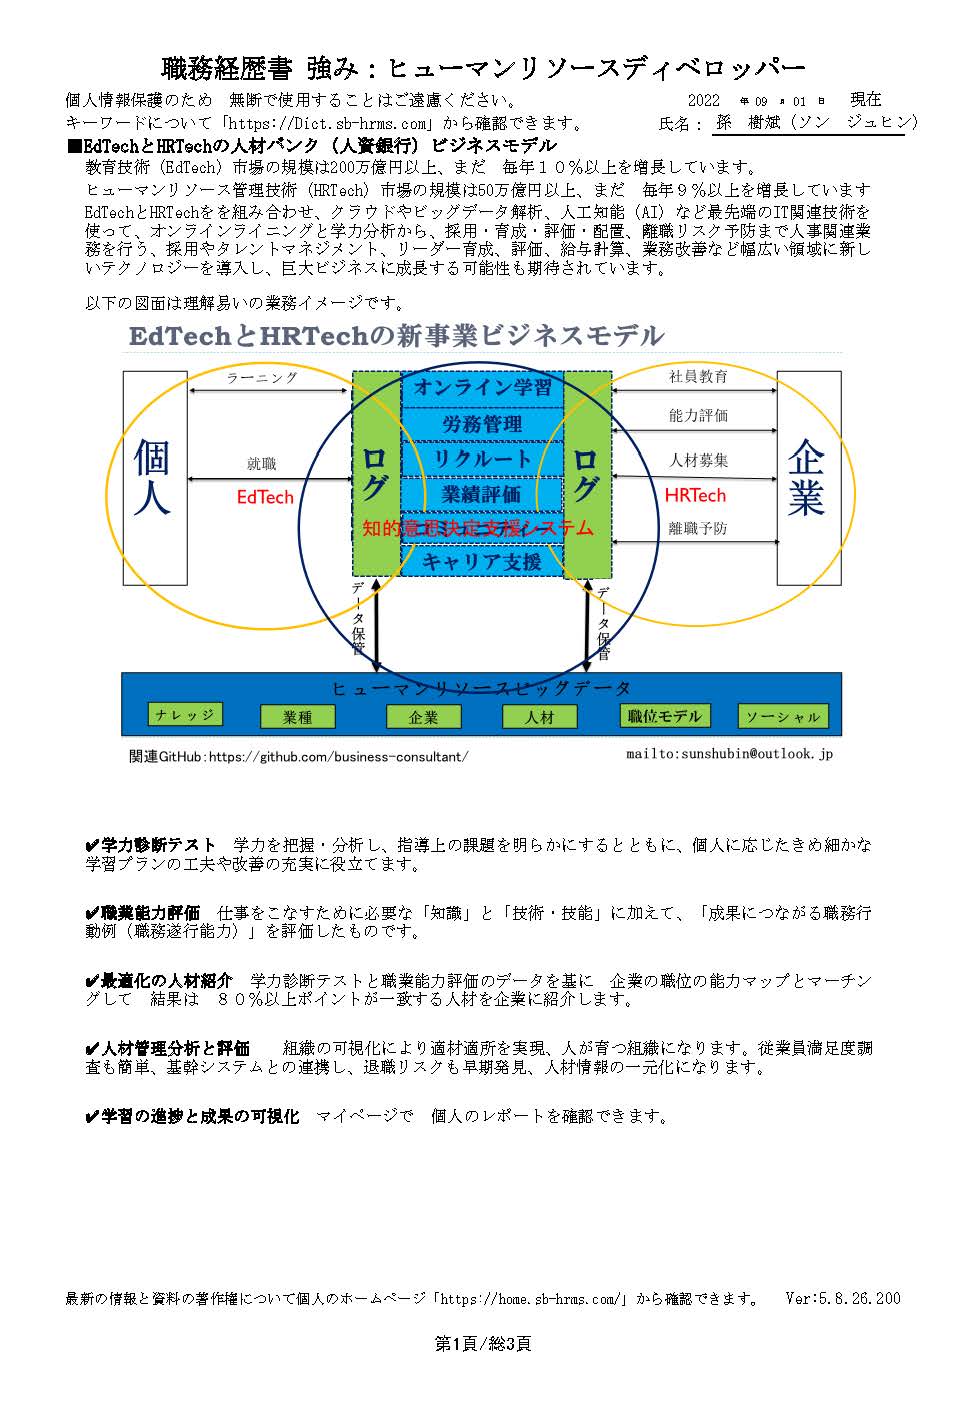 職務経歴書 強み：ヒューマンリソースディベロッパー
個人情報保護のため　無断で使用することはご遠慮ください。
2022 年 09 月 01 日 現在
キーワードについて「https://Dict.sb-hrms.com」から確認できます。
氏名： 孫　樹斌（ソン　ジュヒン）
■EdTechとHRTechの人材バンク（人資銀行）ビジネスモデル
教育技術（EdTech）市場の規模は200万億円以上、まだ　毎年１０％以上を増長しています。
ヒューマンリソース管理技術（HRTech）市場の規模は50万億円以上、まだ　毎年９％以上を増長しています
EdTechとHRTechをを組み合わせ、クラウドやビッグデータ解析、人工知能（AI）など最先端のIT関連技術を
使って、オンラインライニングと学力分析から、採用・育成・評価・配置、離職リスク予防まで人事関連業
務を行う、採用やタレントマネジメント、リーダー育成、評価、給与計算、業務改善など幅広い領域に新し
いテクノロジーを導入し、巨大ビジネスに成長する可能性も期待されています。
以下の図面は理解易いの業務イメージです。
EdTechとHRTechの新事業ビジネスモデル
個人
ラーニング
就職
EdTech
ログ
オンライン学習
労務管理
リクルート
業績評価
知的意思決定支援システム
キャリア支援
ログ
社員教育
能力評価
人材募集
HRTech
離職予防
企業
データ保管
データ保管
ヒューマンリソースビッグデータ
ナレッジ
業種
企業
人材
職位モデル
ソーシャル
関連GitHub：https://github.com/business-consultant/
mailto:sunshubin@outlook.jp
✔学力診断テスト　学力を把握・分析し、指導上の課題を明らかにするとともに、個人に応じたきめ細かな
学習プランの工夫や改善の充実に役立てます。
✔職業能力評価　仕事をこなすために必要な「知識」と「技術・技能」に加えて、「成果につながる職務行
動例（職務遂行能力）」を評価したものです。
✔最適化の人材紹介　学力診断テストと職業能力評価のデータを基に　企業の職位の能力マップとマーチン
グして　結果は　８０％以上ポイントが一致する人材を企業に紹介します。
✔人材管理分析と評価　　組織の可視化により適材適所を実現、人が育つ組織になります。従業員満足度調
査も簡単、基幹システムとの連携し、退職リスクも早期発見、人材情報の一元化になります。
✔学習の進捗と成果の可視化　マイページで　個人のレポートを確認できます。
最新の情報と資料の著作権について個人のホームページ「https://home.sb-hrms.com/」から確認できます。　Ver:5.8.26.200
第1頁/総3頁